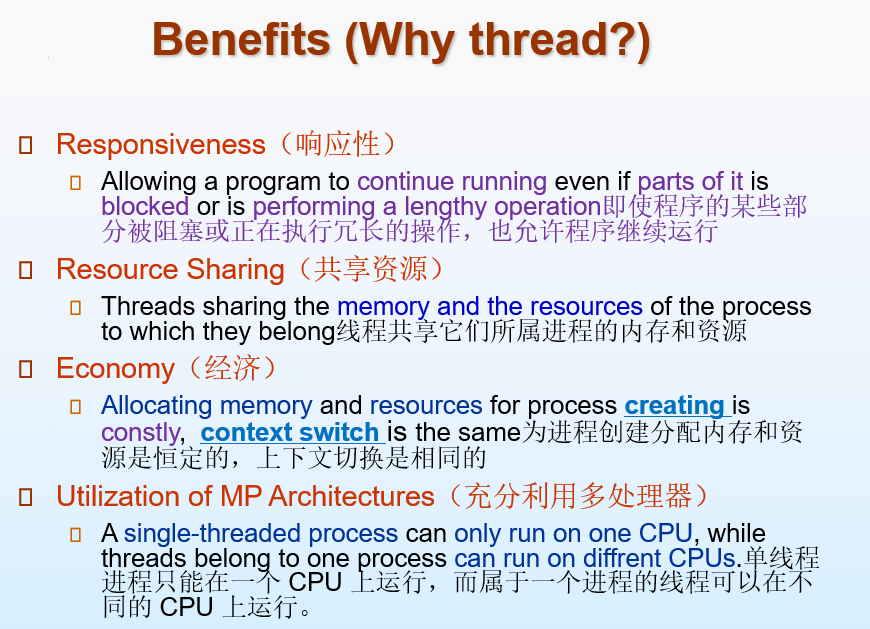 Benefits (Why thread?)
Responsiveness（响应性）
Allowing a program to continue running even if parts of it is
blocked or is performing a lengthy operation即使程序的某些部
分被阻塞或正在执行冗长的操作，也允许程序继续运行
Resource Sharing（共享资源）
Threads sharing the memory and the resources of the process
to which they belong线程共享它们所属进程的内存和资源
Economy（经济）
Allocating memory and resources for process creating is
constly, context switch is the same为进程创建分配内存和资
源是恒定的，上下文切换是相同的
Utilization of MP Architectures（充分利用多处理器）
A single-threaded process can only run on one CPU, while
threads belong to one process can run on diffrent CPUs.单线程
进程只能在一个 CPU 上运行，而属于一个进程的线程可以在不
同的 CPU 上运行。